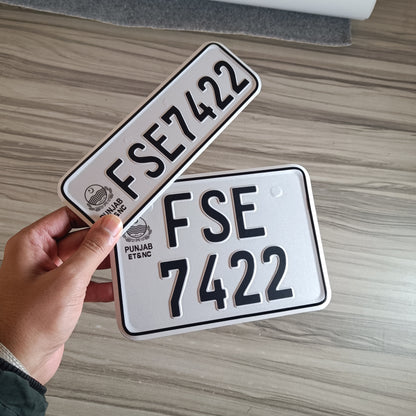 FSE7422
PUNJAB
ET&NC
FSE
7422
PUNJAB
ET&NC